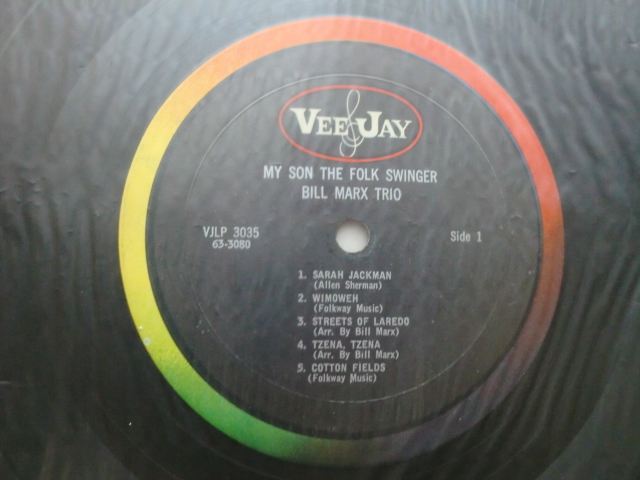 VEE JAY
MY SON THE FOLK SWINGER
BILL MARX TRIO
VJLP 3035
63-3080
Side 1
1. SARAH JACKMAN
(Allen Sherman)
2. WIMOWEH
(Folkway Music)
3. STREETS OF LAREDO
(Arr. By Bill Marx)
4. TZENA, TZENA
(Arr. By Bill Marx)
5. COTTON FIELDS
(Folkway Music)